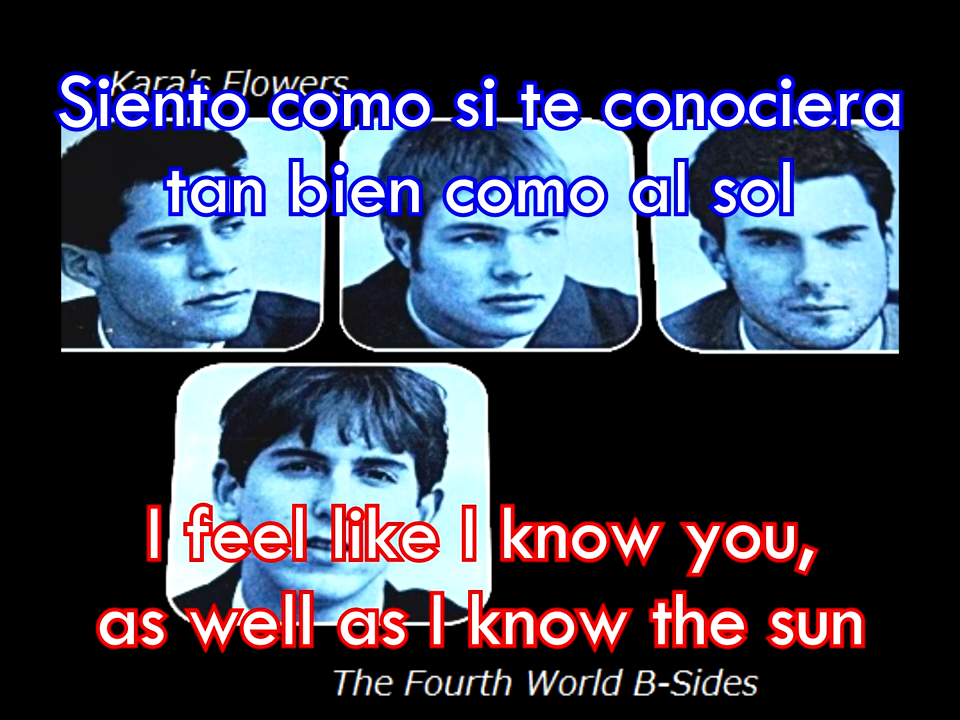 Kara's Flowers
Siento como si te conociera
tan bien como al sol
I feel like I know you,
as well as I know the sun
The Fourth World B-Sides